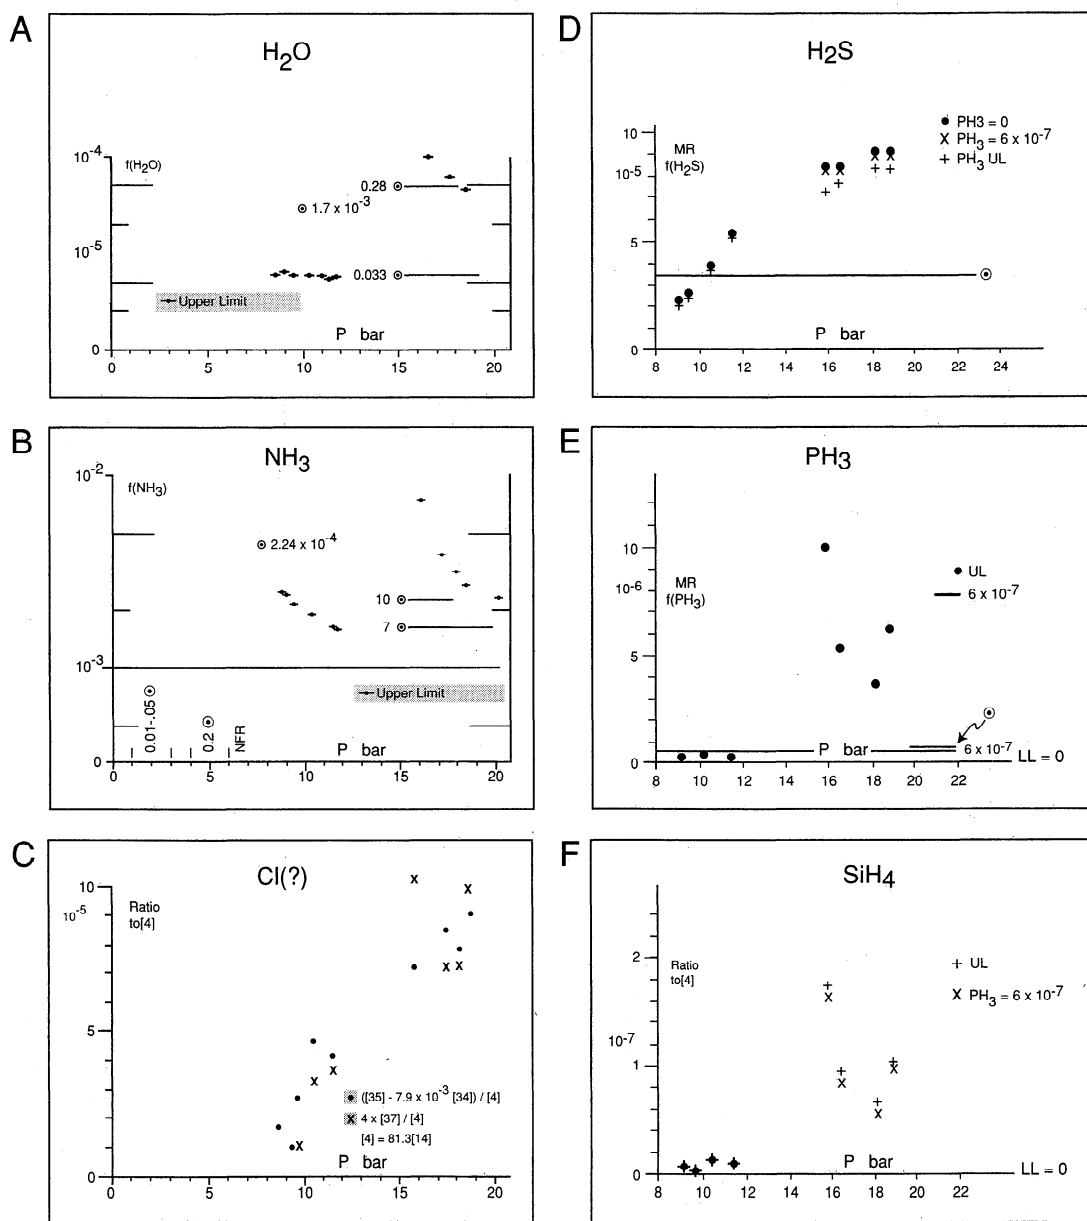 A
H2O
10-4
f(H2O)
0.28
1.7 x 10-3
10-5
0.033
Upper Limit
P bar
0
0 5 10 15 20
B
NH3
10-2
f(NH3)
2.24 x 10-4
10
7
10-3
Upper Limit
0.01-.05
0.2
NFR
P bar
0
0 5 10 15 20
C
Cl(?)
10
10-5
Ratio
to[4]
5
([35] - 7.9 x 10-3 [34]) / [4]
X 4 x [37] / [4]
[4] = 81.3[14]
P bar
0
0 5 10 15 20
D
H2S
PH3 = 0
X PH3 = 6 x 10-7
+ PH3 UL
10
MR
f(H2S)
10-5
5
P bar
0
8 10 12 14 16 18 20 22 24
E
PH3
10
10-6
MR
f(PH3)
UL
6 x 10-7
5
P bar
6 x 10-7
LL = 0
0
8 10 12 14 16 18 20 22
F
SiH4
2
Ratio
to[4]
+ UL
X PH3 = 6 x 10-7
10-7
1
P bar
LL = 0
0
8 10 12 14 16 18 20 22